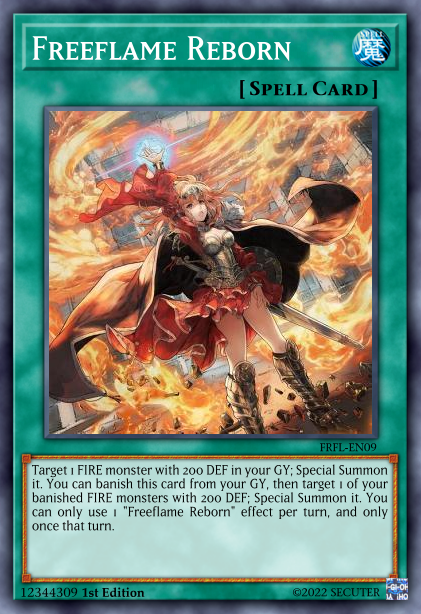 Freeflame Reborn
魔
[Spell Card]
FRFL-EN09
Target 1 FIRE monster with 200 DEF in your GY; Special Summon
it. You can banish this card from your GY, then target 1 of your
banished FIRE monsters with 200 DEF; Special Summon it. You
can only use 1 "Freeflame Reborn" effect per turn, and only
once that turn.
12344309 1st Edition
©2022 SECUTER